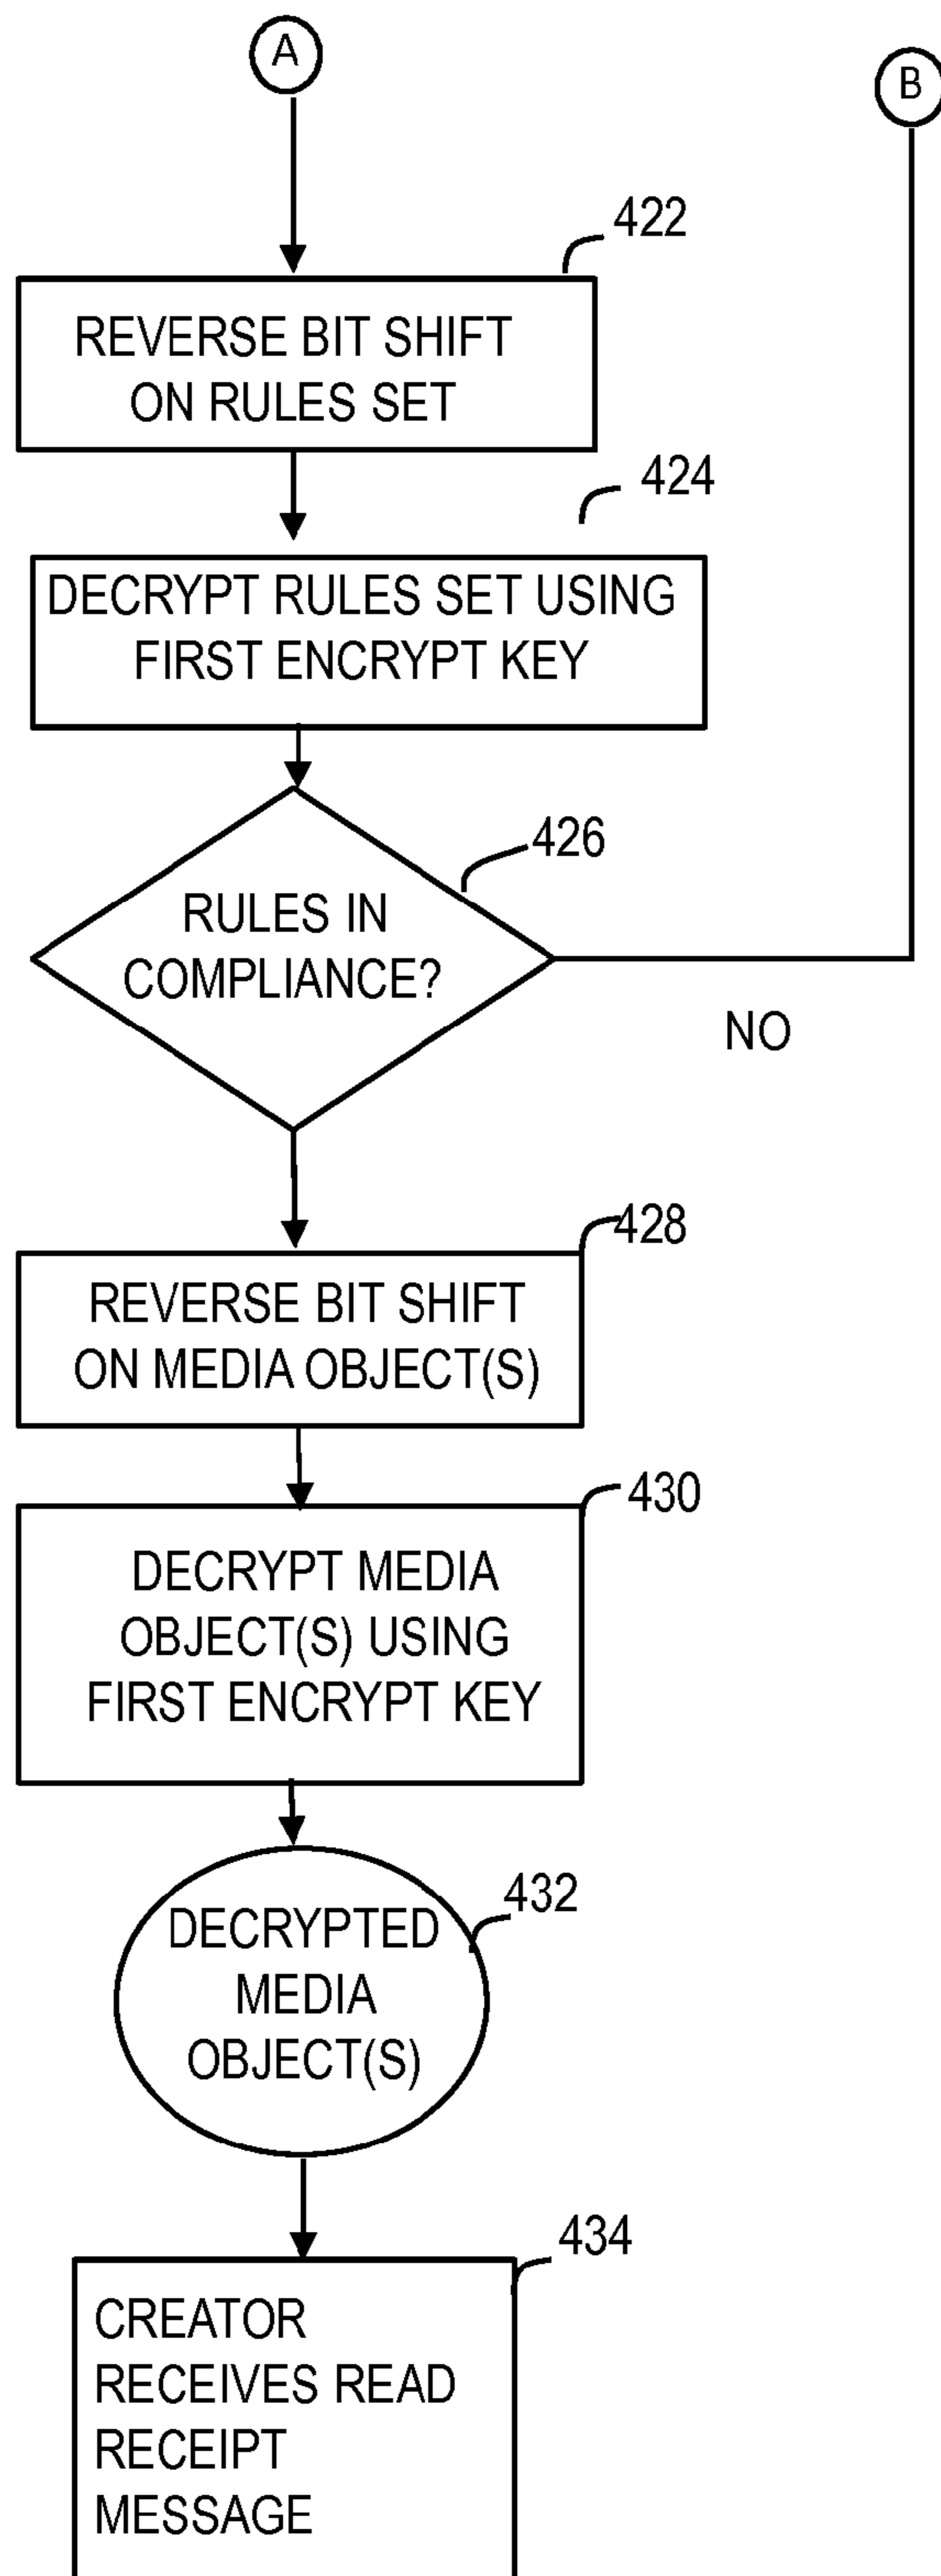 A
B
422
REVERSE BIT SHIFT
ON RULES SET
424
DECRYPT RULES SET USING
FIRST ENCRYPT KEY
426
RULES IN
COMPLIANCE?
NO
428
REVERSE BIT SHIFT
ON MEDIA OBJECT(S)
430
DECRYPT MEDIA
OBJECT(S) USING
FIRST ENCRYPT KEY
432
DECRYPTED
MEDIA
OBJECT(S)
434
CREATOR
RECEIVES READ
RECEIPT
MESSAGE